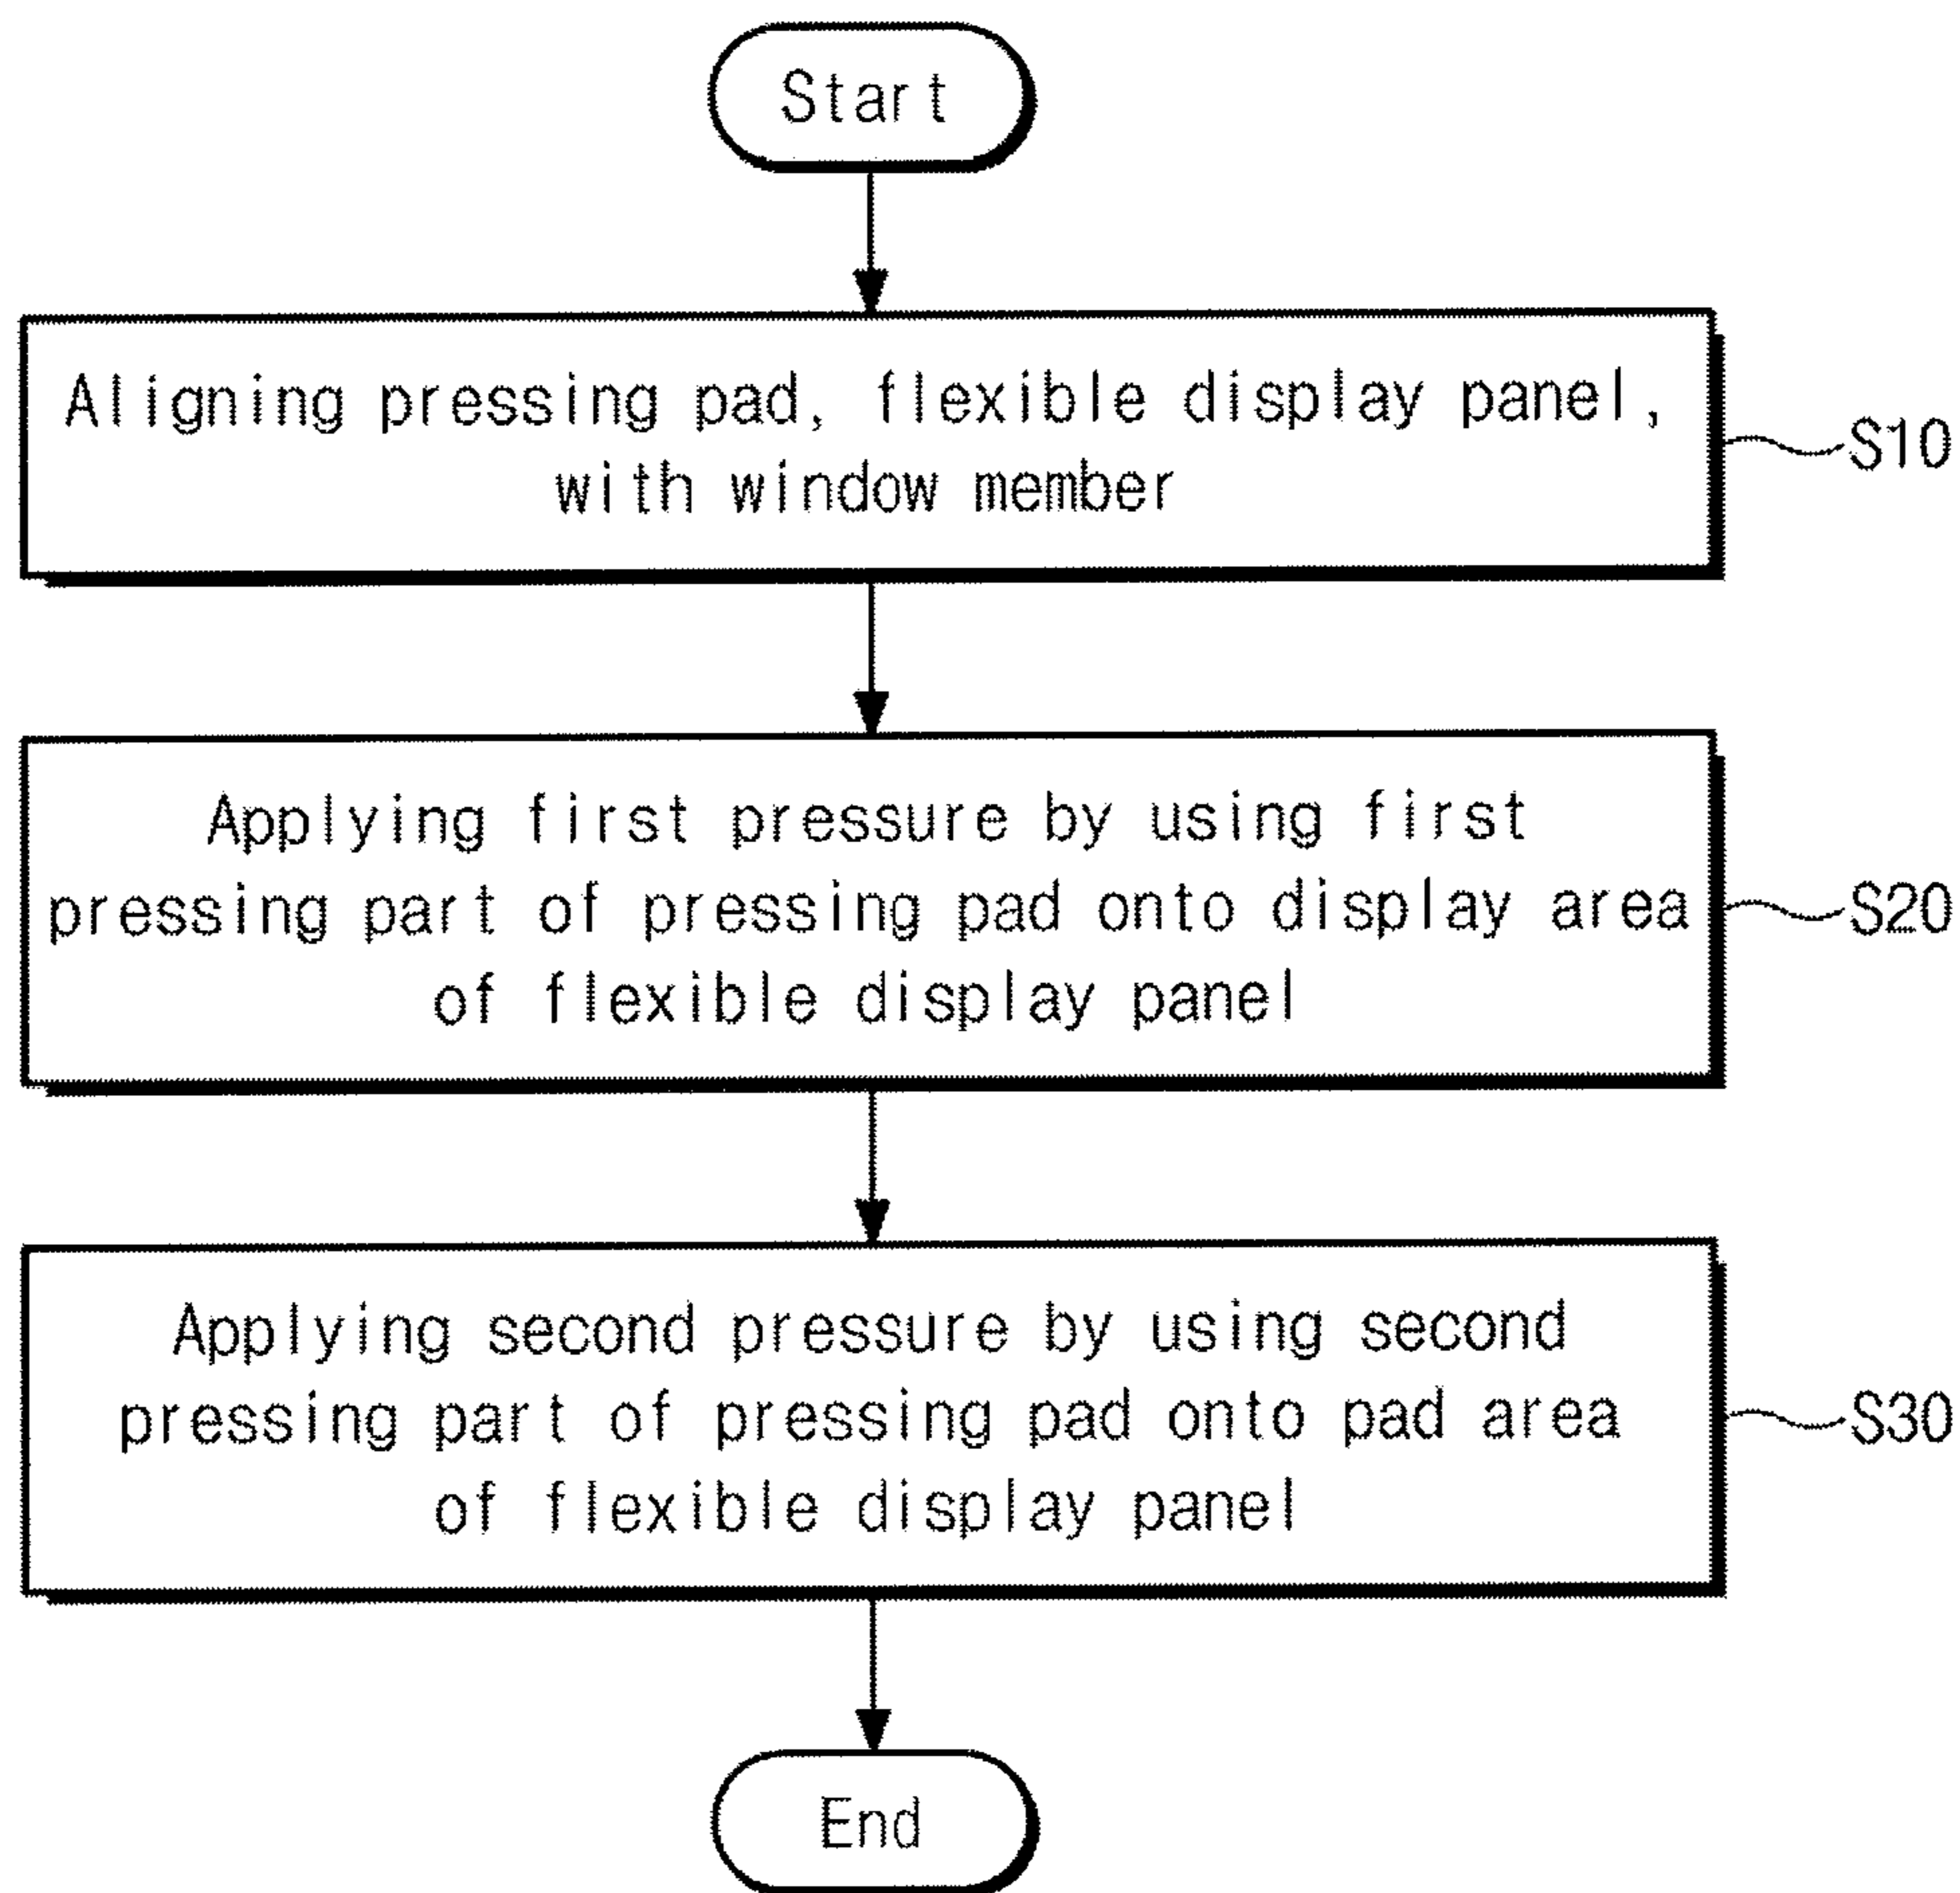 Start
Aligning pressing pad, flexible display panel,
with window member
S10
Applying first pressure by using first
pressing part of pressing pad onto display area
of flexible display panel
S20
Applying second pressure by using second
pressing part of pressing pad onto pad area
of flexible display panel
S30
End